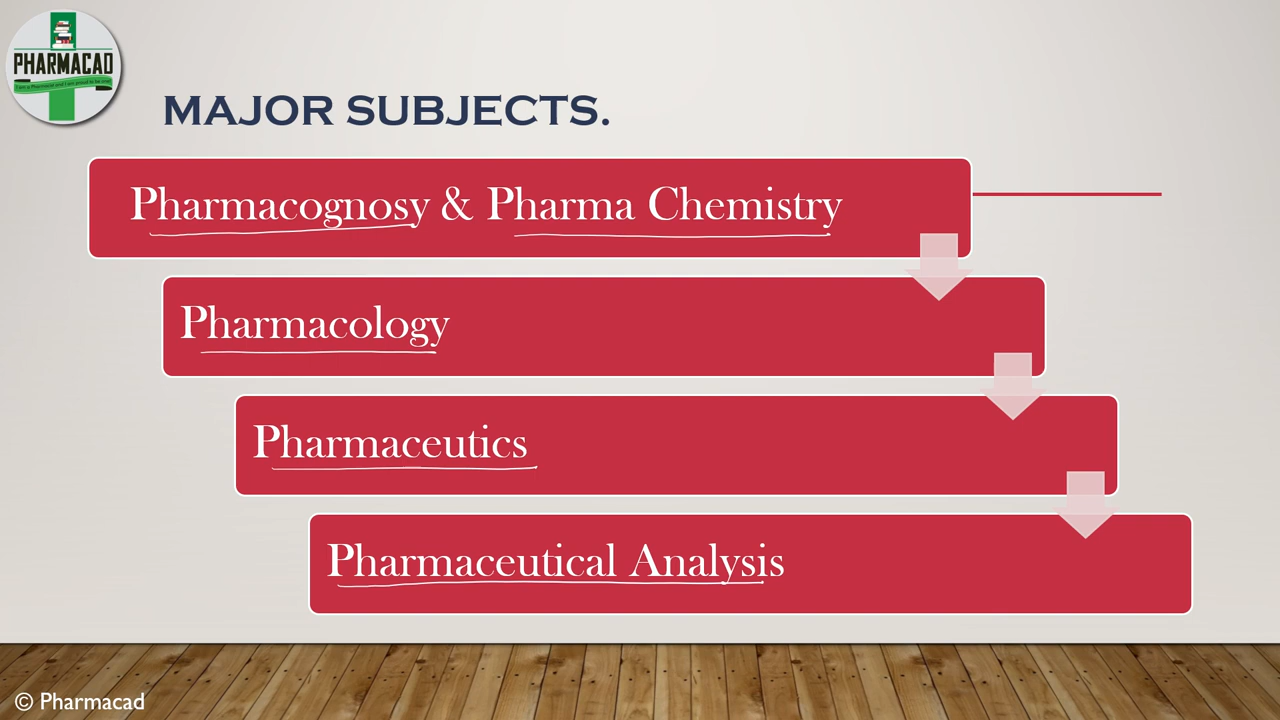 PHARMACAD
MAJOR SUBJECTS.
Pharmacognosy & Pharma Chemistry
Pharmacology
Pharmaceutics
Pharmaceutical Analysis
© Pharmacad